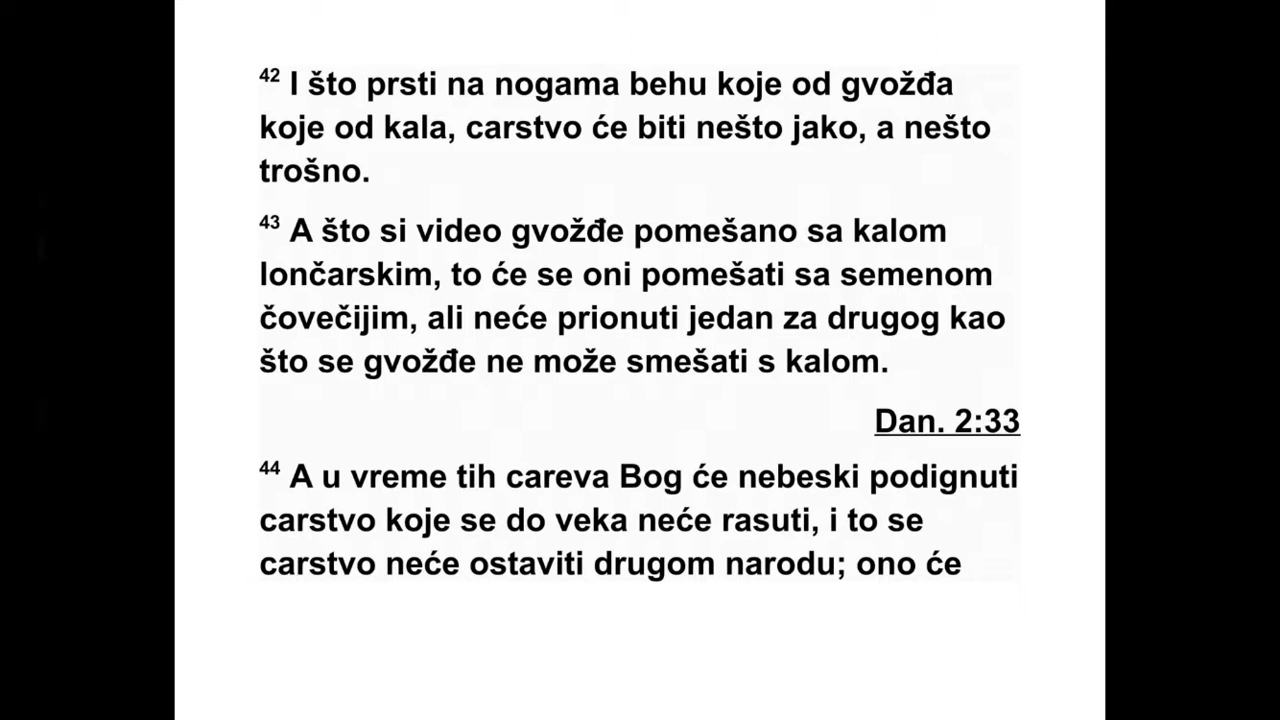 42 I što prsti na nogama behu koje od gvožđa
koje od kala, carstvo će biti nešto jako, a nešto
trošno.
43 A što si video gvožđe pomešano sa kalom
lončarskim, to će se oni pomešati sa semenom
čovečijim, ali neće prionuti jedan za drugog kao
što se gvožđe ne može smešati s kalom.
Dan. 2:33
44 A u vreme tih careva Bog će nebeski podignuti
carstvo koje se do veka neće rasuti, i to se
carstvo neće ostaviti drugom narodu; ono će